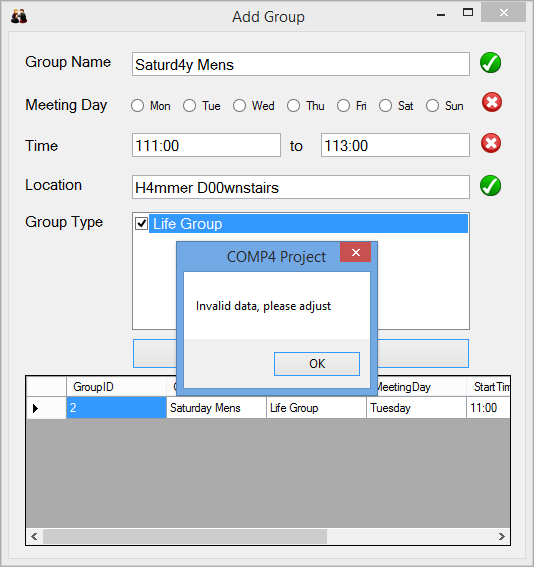 Add Group
Group Name Saturd4y Mens
Meeting Day Mon Tue Wed Thu Fri Sat Sun
Time 111:00 to 113:00
Location H4mmer D00wnstairs
Group Type Life Group
COMP4 Project
Invalid data, please adjust
OK
GroupID MeetingDay StartTim
2 Saturday Mens Life Group Tuesday 11:00